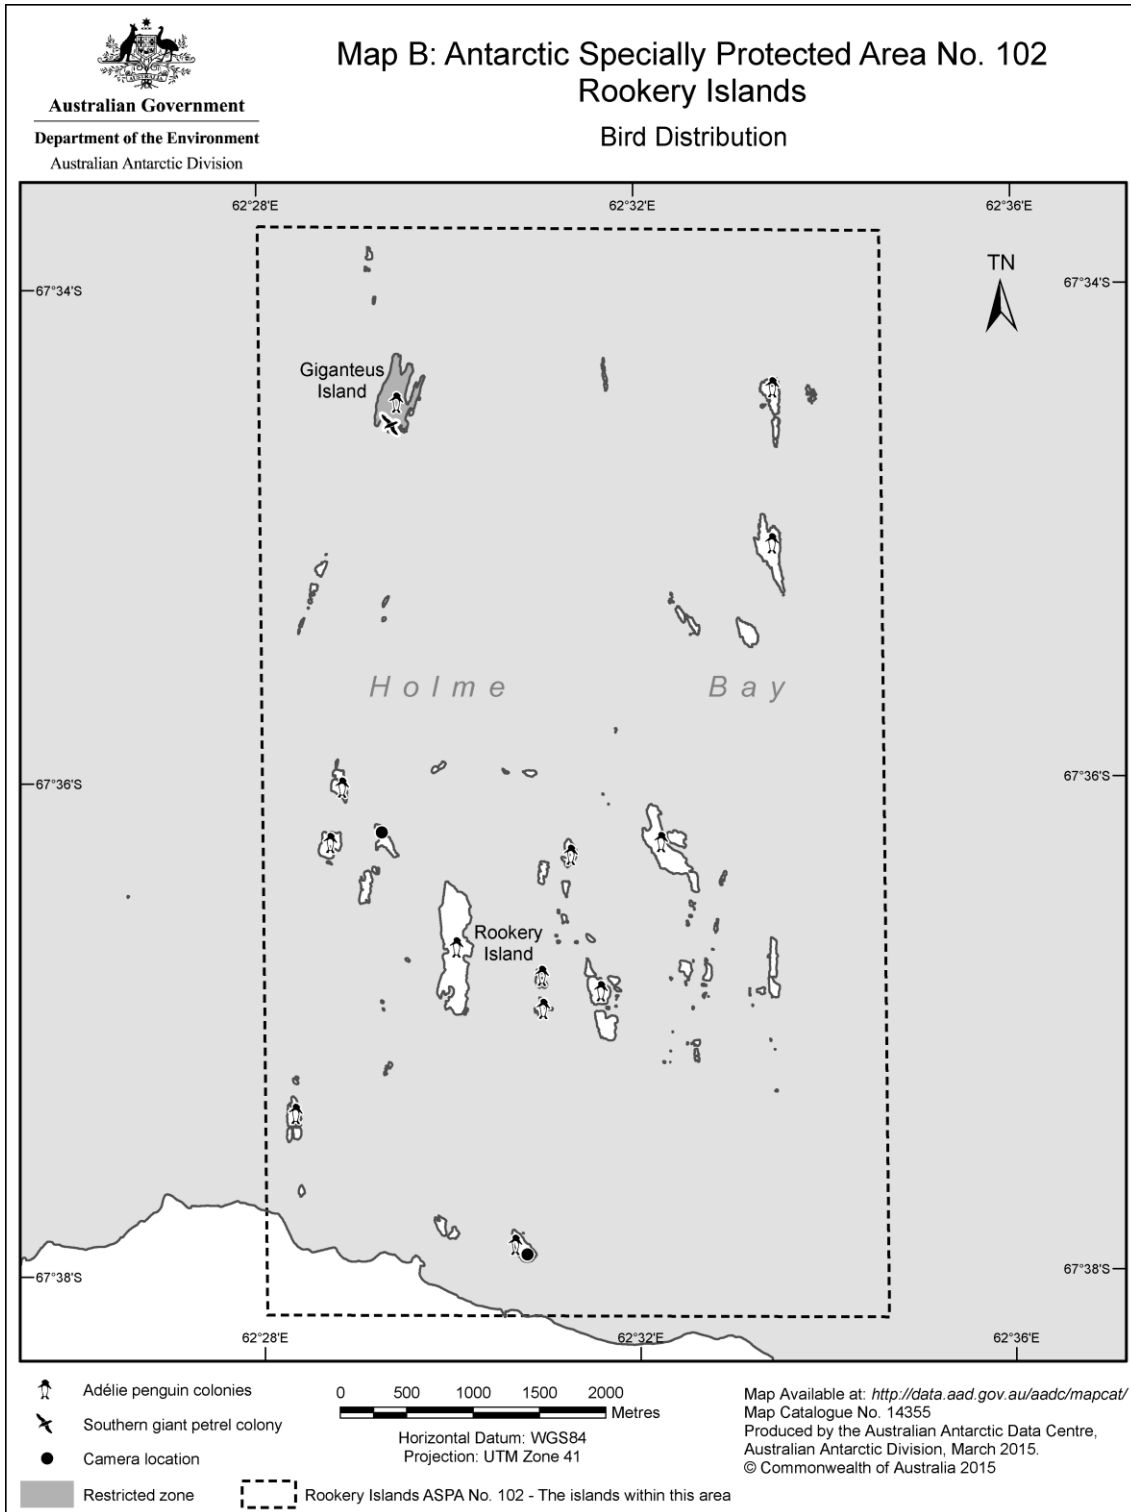 Map B: Antarctic Specially Protected Area No. 102
Rookery Islands
Bird Distribution
AUSTRALIA
Australian Government
Department of the Environment
Australian Antarctic Division
62°28'E
62°32'E
62°36'E
67°34'S
67°34'S
TN
Giganteus
Island
Holme Bay
67°36'S
67°36'S
Rookery
Island
67°38'S
67°38'S
62°28'E
62°32'E
62°36'E
Adélie penguin colonies
Southern giant petrel colony
Camera location
Restricted zone
Rookery Islands ASPA No. 102 - The islands within this area
0 500 1000 1500 2000
Metres
Horizontal Datum: WGS84
Projection: UTM Zone 41
Map Available at: http://data.aad.gov.au/aadc/mapcat/
Map Catalogue No. 14355
Produced by the Australian Antarctic Data Centre,
Australian Antarctic Division, March 2015.
© Commonwealth of Australia 2015